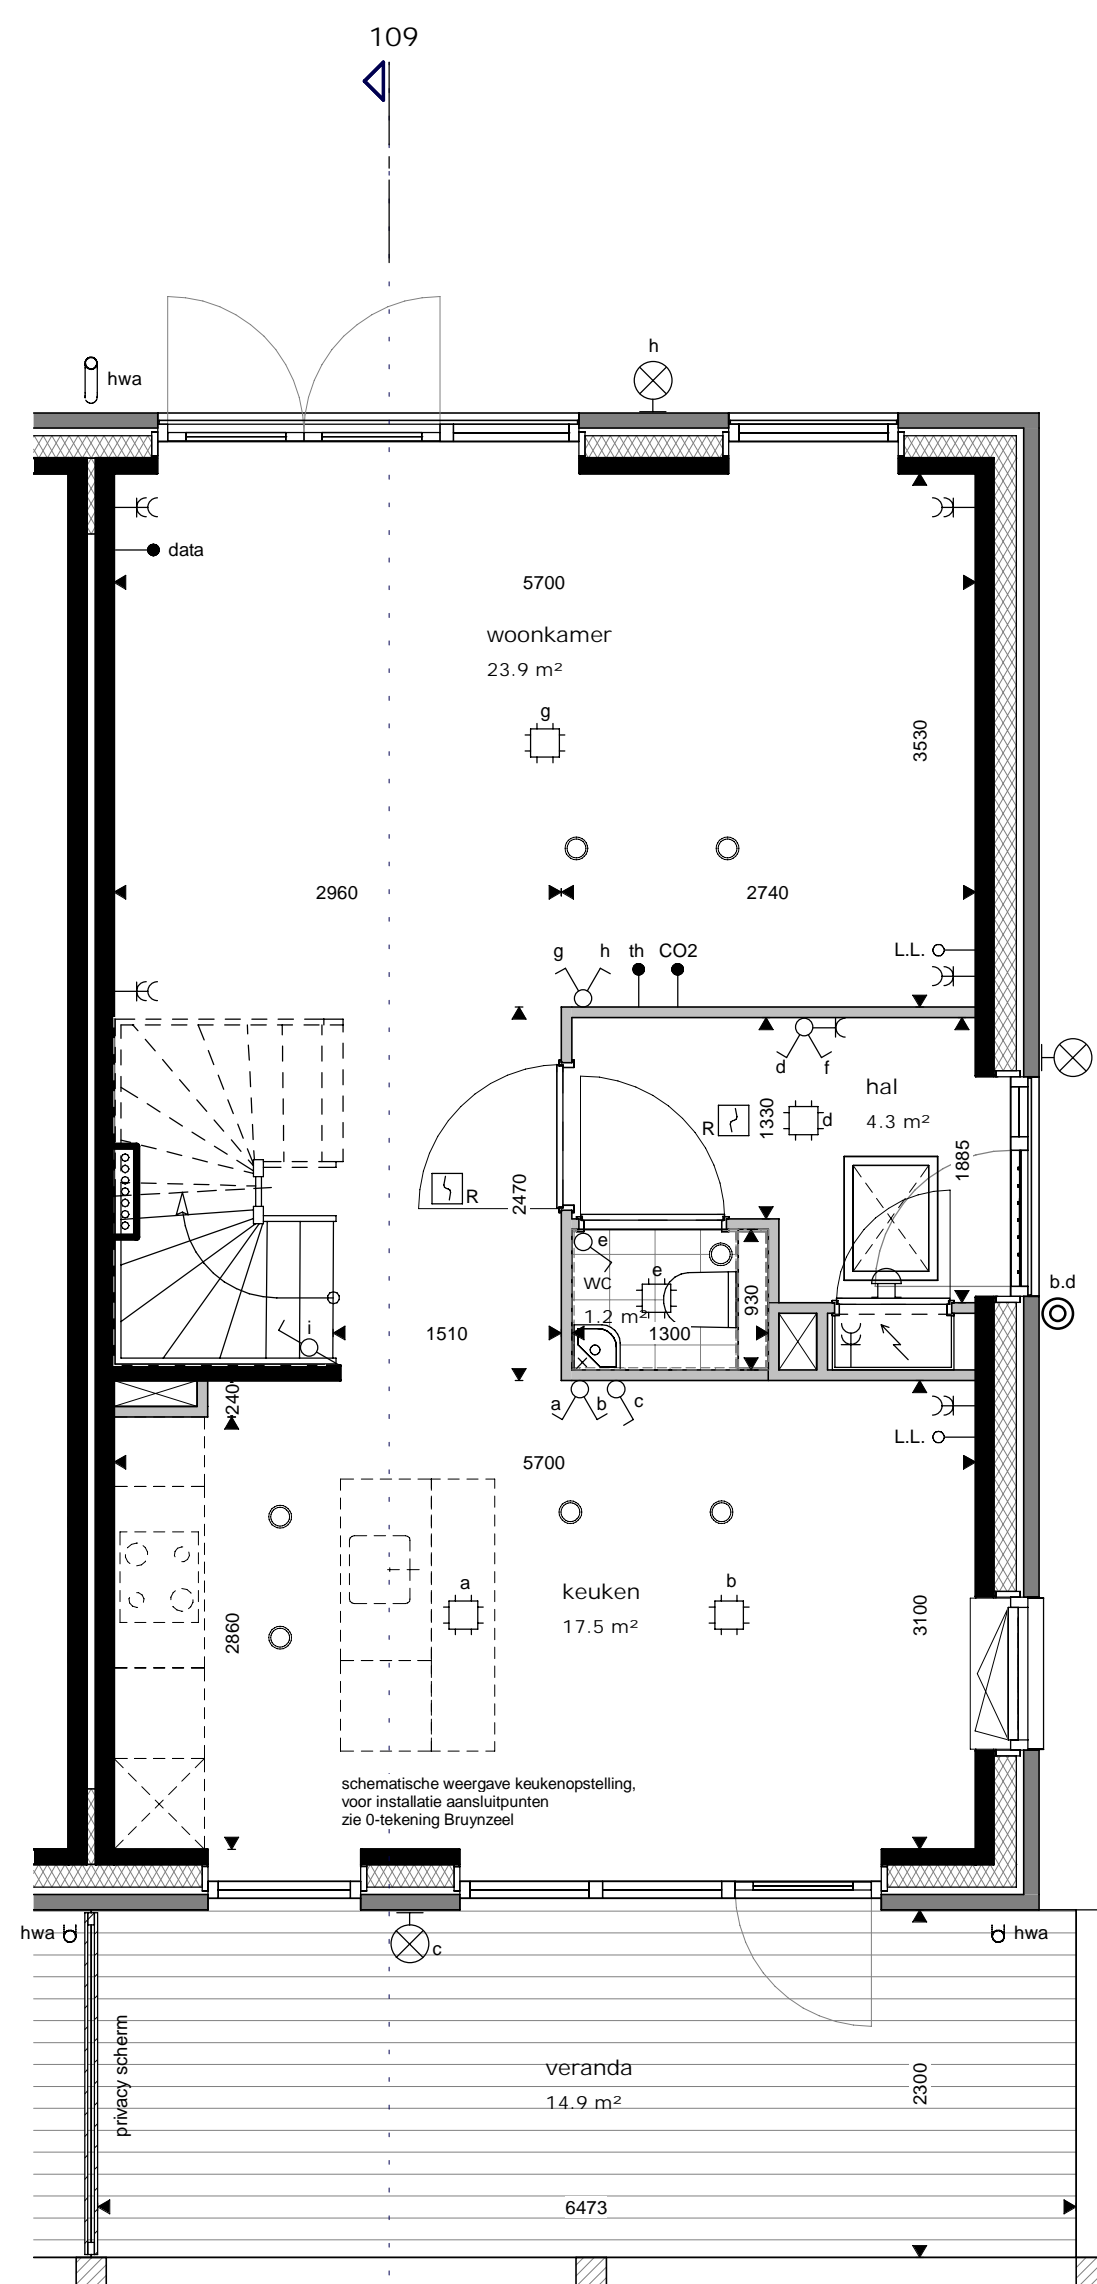 109
h
hwa
data
5700
woonkamer
23.9 m²
g
3530
2960
2740
g h th CO2
L.L.
d f
hal
4.3 m²
R
1330
d
1885
R
2470
e
e
WC
1.2 m²
930
b.d
i
1510
1300
240
a b c
L.L.
5700
a
b
keuken
17.5 m²
2860
3100
schematische weergave keukenopstelling,
voor installatie aansluitpunten
zie 0-tekening Bruynzeel
hwa
c
hwa
privacy scherm
veranda
14.9 m²
2300
6473